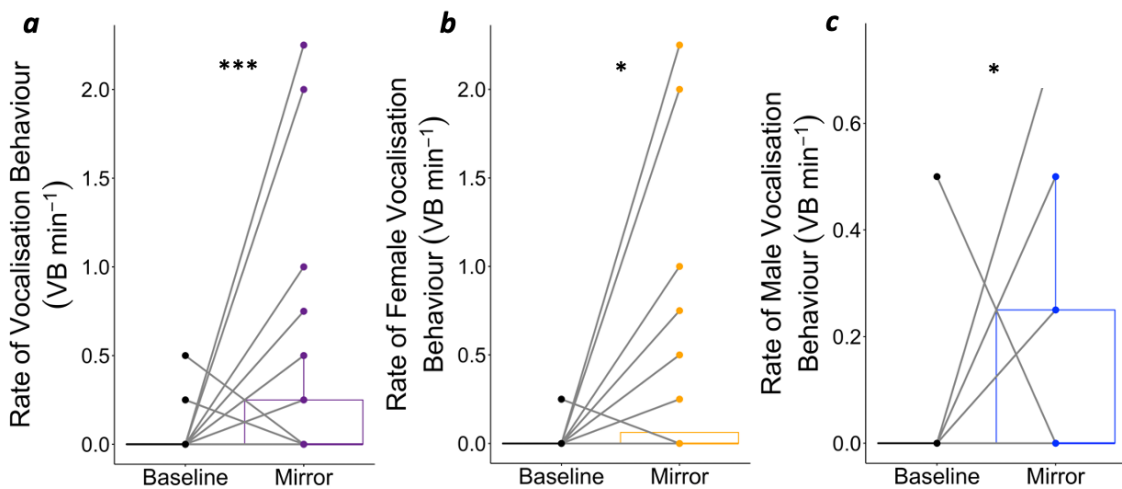 a
***
Rate of Vocalisation Behaviour
(VB min⁻¹)
2.0
1.5
1.0
0.5
0.0
Baseline Mirror
b
*
Rate of Female Vocalisation
Behaviour (VB min⁻¹)
2.0
1.5
1.0
0.5
0.0
Baseline Mirror
c
*
Rate of Male Vocalisation
Behaviour (VB min⁻¹)
0.6
0.4
0.2
0.0
Baseline Mirror